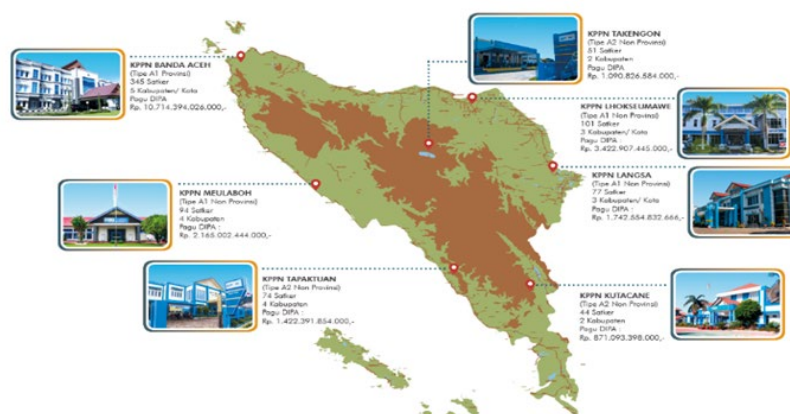 KPPN BANDA ACEH
(Tipe A1 Provinsi)
345 Satker
5 Kabupaten/ Kota
Pagu DIPA
Rp. 10.714.394.026.000,-
KPPN TAKENGON
(Tipe A2 Non Provinsi)
51 Satker
2 Kabupaten
Pagu DIPA
Rp. 1.090.826.584.000,-
KPPN LHOKSEUMAWE
(Tipe A1 Non Provinsi)
101 Satker
3 Kabupaten/ Kota
Pagu DIPA :
Rp. 3.422.907.445.000,-
KPPN LANGSA
(Tipe A1 Non Provinsi)
77 Satker
3 Kabupaten/ Kota
Pagu DIPA :
Rp. 1.742.554.832.666,-
KPPN MEULABOH
(Tipe A1 Non Provinsi)
94 Satker
4 Kabupaten
Pagu DIPA :
Rp. 2.165.002.444.000,-
KPPN TAPAKTUAN
(Tipe A2 Non Provinsi)
74 Satker
4 Kabupaten
Pagu DIPA :
Rp. 1.422.391.854.000,-
KPPN KUTACANE
(Tipe A2 Non Provinsi)
44 Satker
2 Kabupaten
Pagu DIPA :
Rp. 871.093.398.000,-